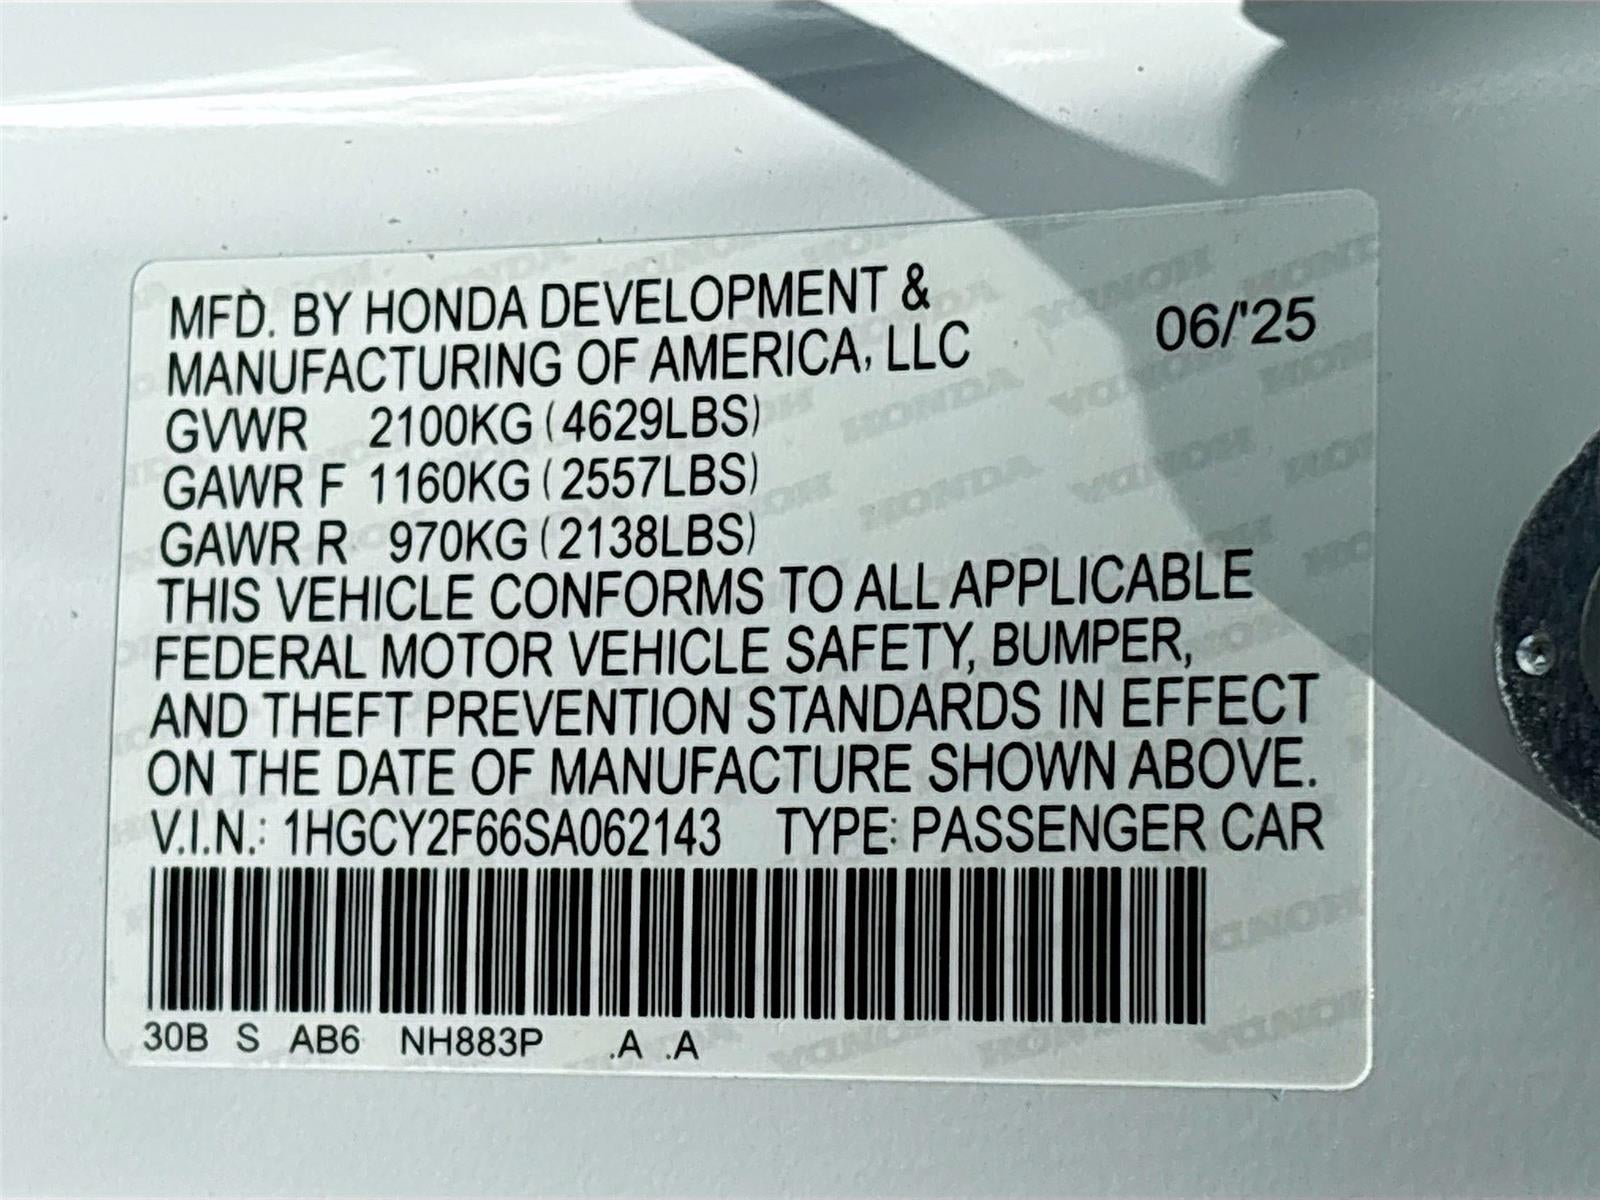 MFD. BY HONDA DEVELOPMENT &
MANUFACTURING OF AMERICA, LLC
06/'25
GVWR 2100KG (4629LBS)
GAWR F 1160KG (2557LBS)
GAWR R 970KG (2138LBS)
THIS VEHICLE CONFORMS TO ALL APPLICABLE
FEDERAL MOTOR VEHICLE SAFETY, BUMPER,
AND THEFT PREVENTION STANDARDS IN EFFECT
ON THE DATE OF MANUFACTURE SHOWN ABOVE.
V.I.N.: 1HGCY2F66SA062143 TYPE: PASSENGER CAR
30B S AB6 NH883P .A .A